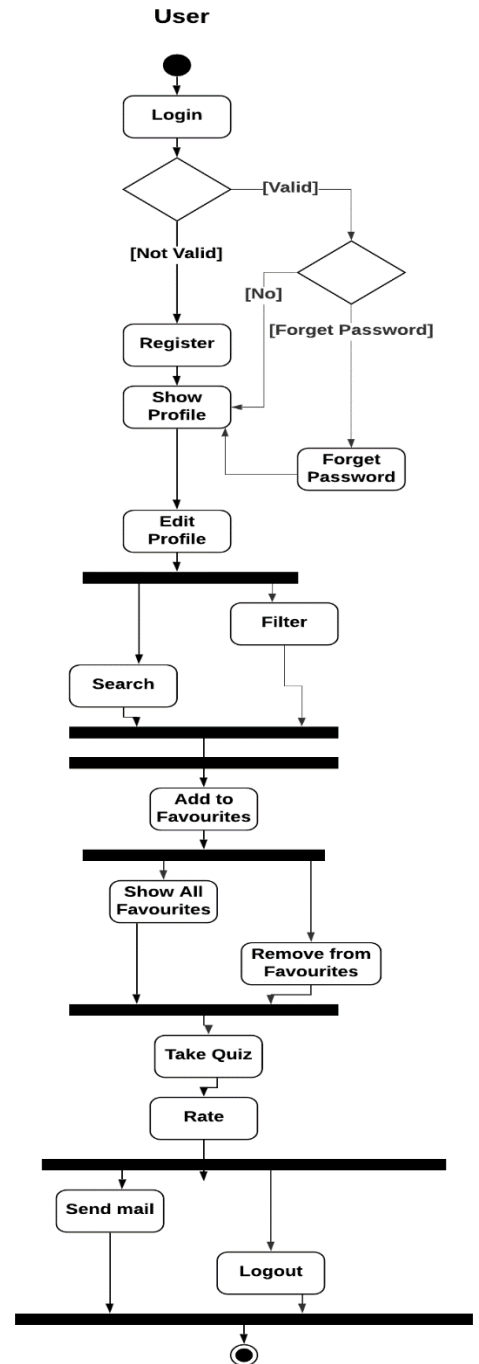 User
Login
[Valid]
[Not Valid]
[No]
[Forget Password]
Register
Show
Profile
Forget
Password
Edit
Profile
Filter
Search
Add to
Favourites
Show All
Favourites
Remove from
Favourites
Take Quiz
Rate
Send mail
Logout